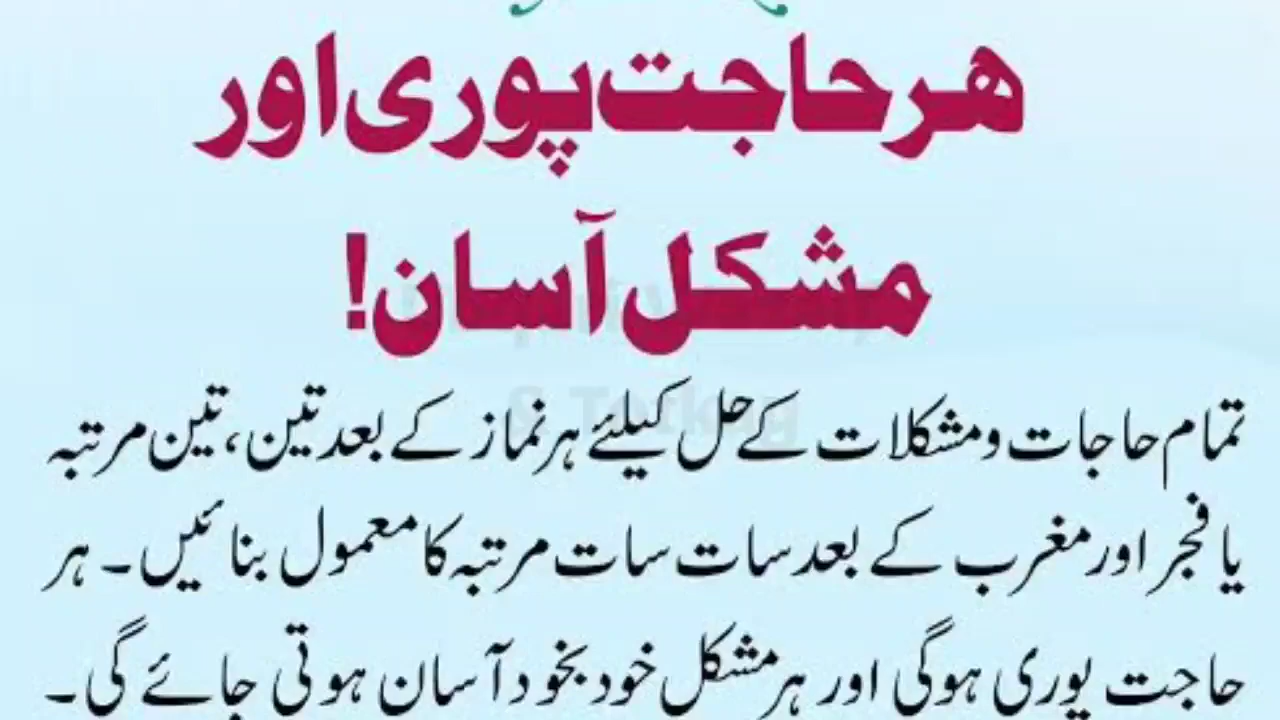 هر حاجت پوری اور
مشکل آسان!
تمام حاجات و مشکلات کے حل کیلئے ہر نماز کے بعد تین، تین مرتبہ
یا فجر اور مغرب کے بعد سات سات مرتبہ کا معمول بنائیں۔ ہر
حاجت پوری ہوگی اور ہر مشکل خود بخود آسان ہوتی جائے گی۔